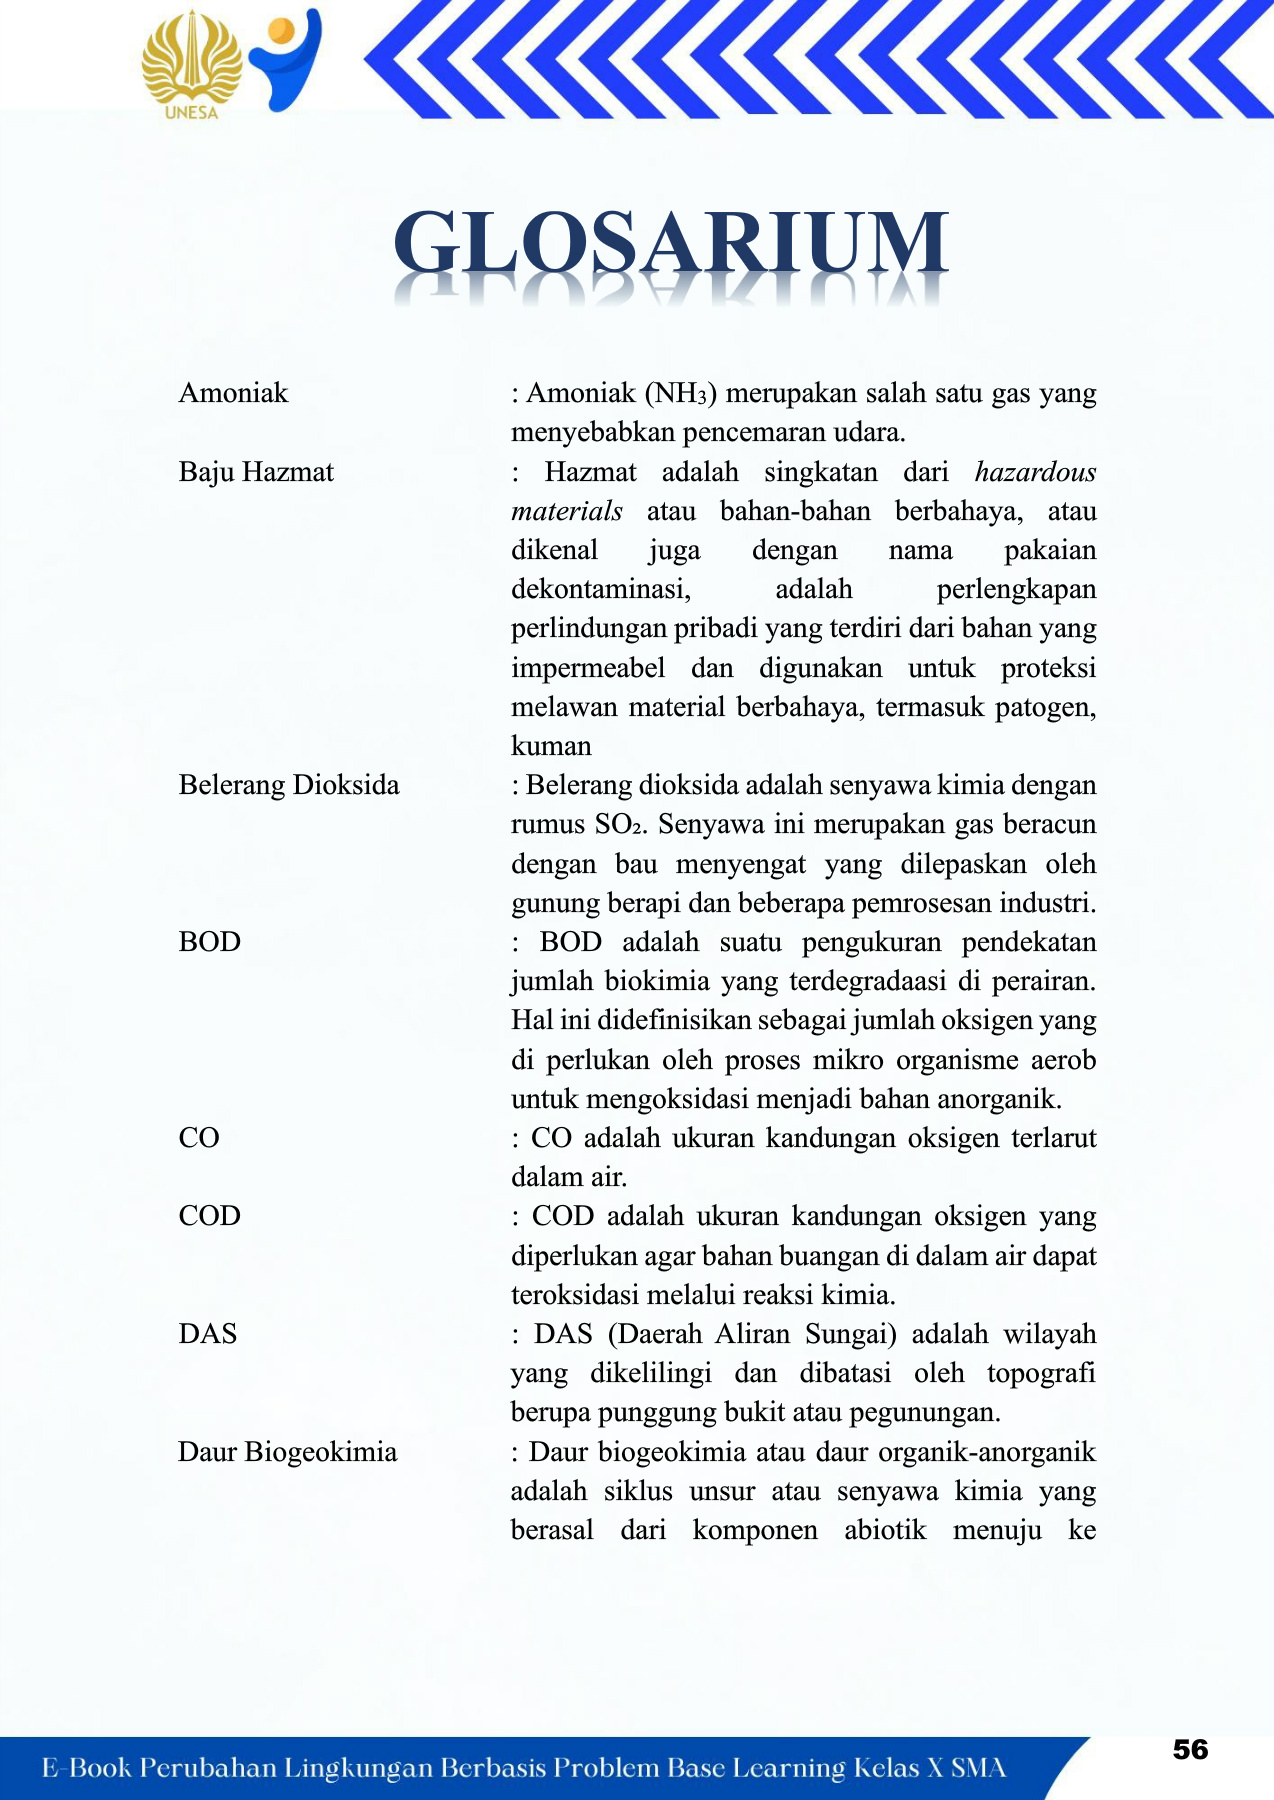 UNESA
GLOSARIUM
Amoniak : Amoniak (NH₃) merupakan salah satu gas yang
menyebabkan pencemaran udara.
Baju Hazmat : Hazmat adalah singkatan dari hazardous
materials atau bahan-bahan berbahaya, atau
dikenal juga dengan nama pakaian
dekontaminasi, adalah perlengkapan
perlindungan pribadi yang terdiri dari bahan yang
impermeabel dan digunakan untuk proteksi
melawan material berbahaya, termasuk patogen,
kuman
Belerang Dioksida : Belerang dioksida adalah senyawa kimia dengan
rumus SO₂. Senyawa ini merupakan gas beracun
dengan bau menyengat yang dilepaskan oleh
gunung berapi dan beberapa pemrosesan industri.
BOD : BOD adalah suatu pengukuran pendekatan
jumlah biokimia yang terdegradaasi di perairan.
Hal ini didefinisikan sebagai jumlah oksigen yang
di perlukan oleh proses mikro organisme aerob
untuk mengoksidasi menjadi bahan anorganik.
CO : CO adalah ukuran kandungan oksigen terlarut
dalam air.
COD : COD adalah ukuran kandungan oksigen yang
diperlukan agar bahan buangan di dalam air dapat
teroksidasi melalui reaksi kimia.
DAS : DAS (Daerah Aliran Sungai) adalah wilayah
yang dikelilingi dan dibatasi oleh topografi
berupa punggung bukit atau pegunungan.
Daur Biogeokimia : Daur biogeokimia atau daur organik-anorganik
adalah siklus unsur atau senyawa kimia yang
berasal dari komponen abiotik menuju ke
E-Book Perubahan Lingkungan Berbasis Problem Base Learning Kelas X SMA
56